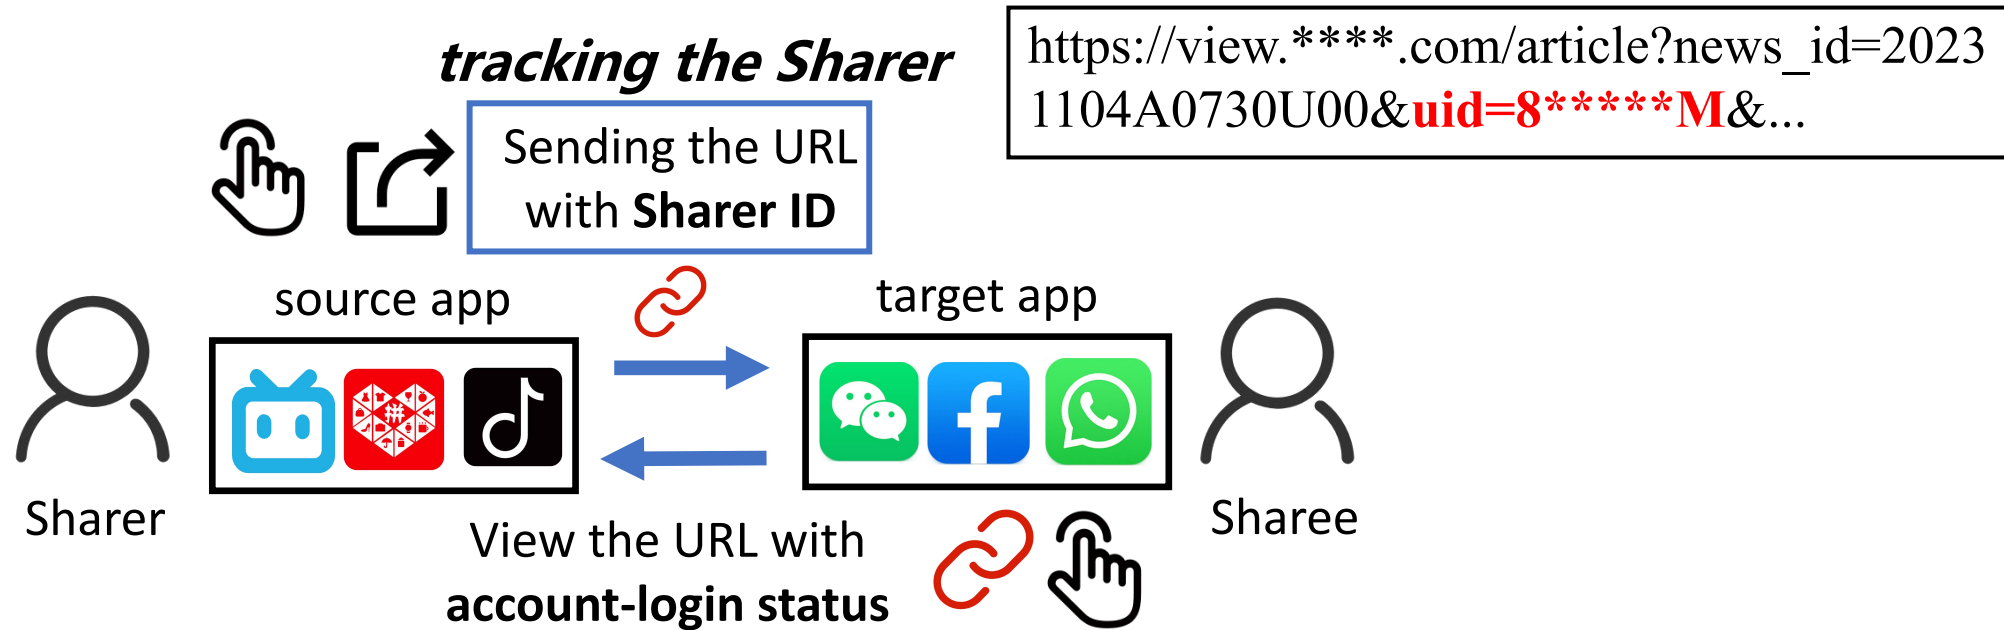 tracking the Sharer
https://view.****.com/article?news_id=2023
1104A0730U00&uid=8*****M&...
Sending the URL
with Sharer ID
source app
target app
拼
f
Sharer
Sharee
View the URL with
account-login status